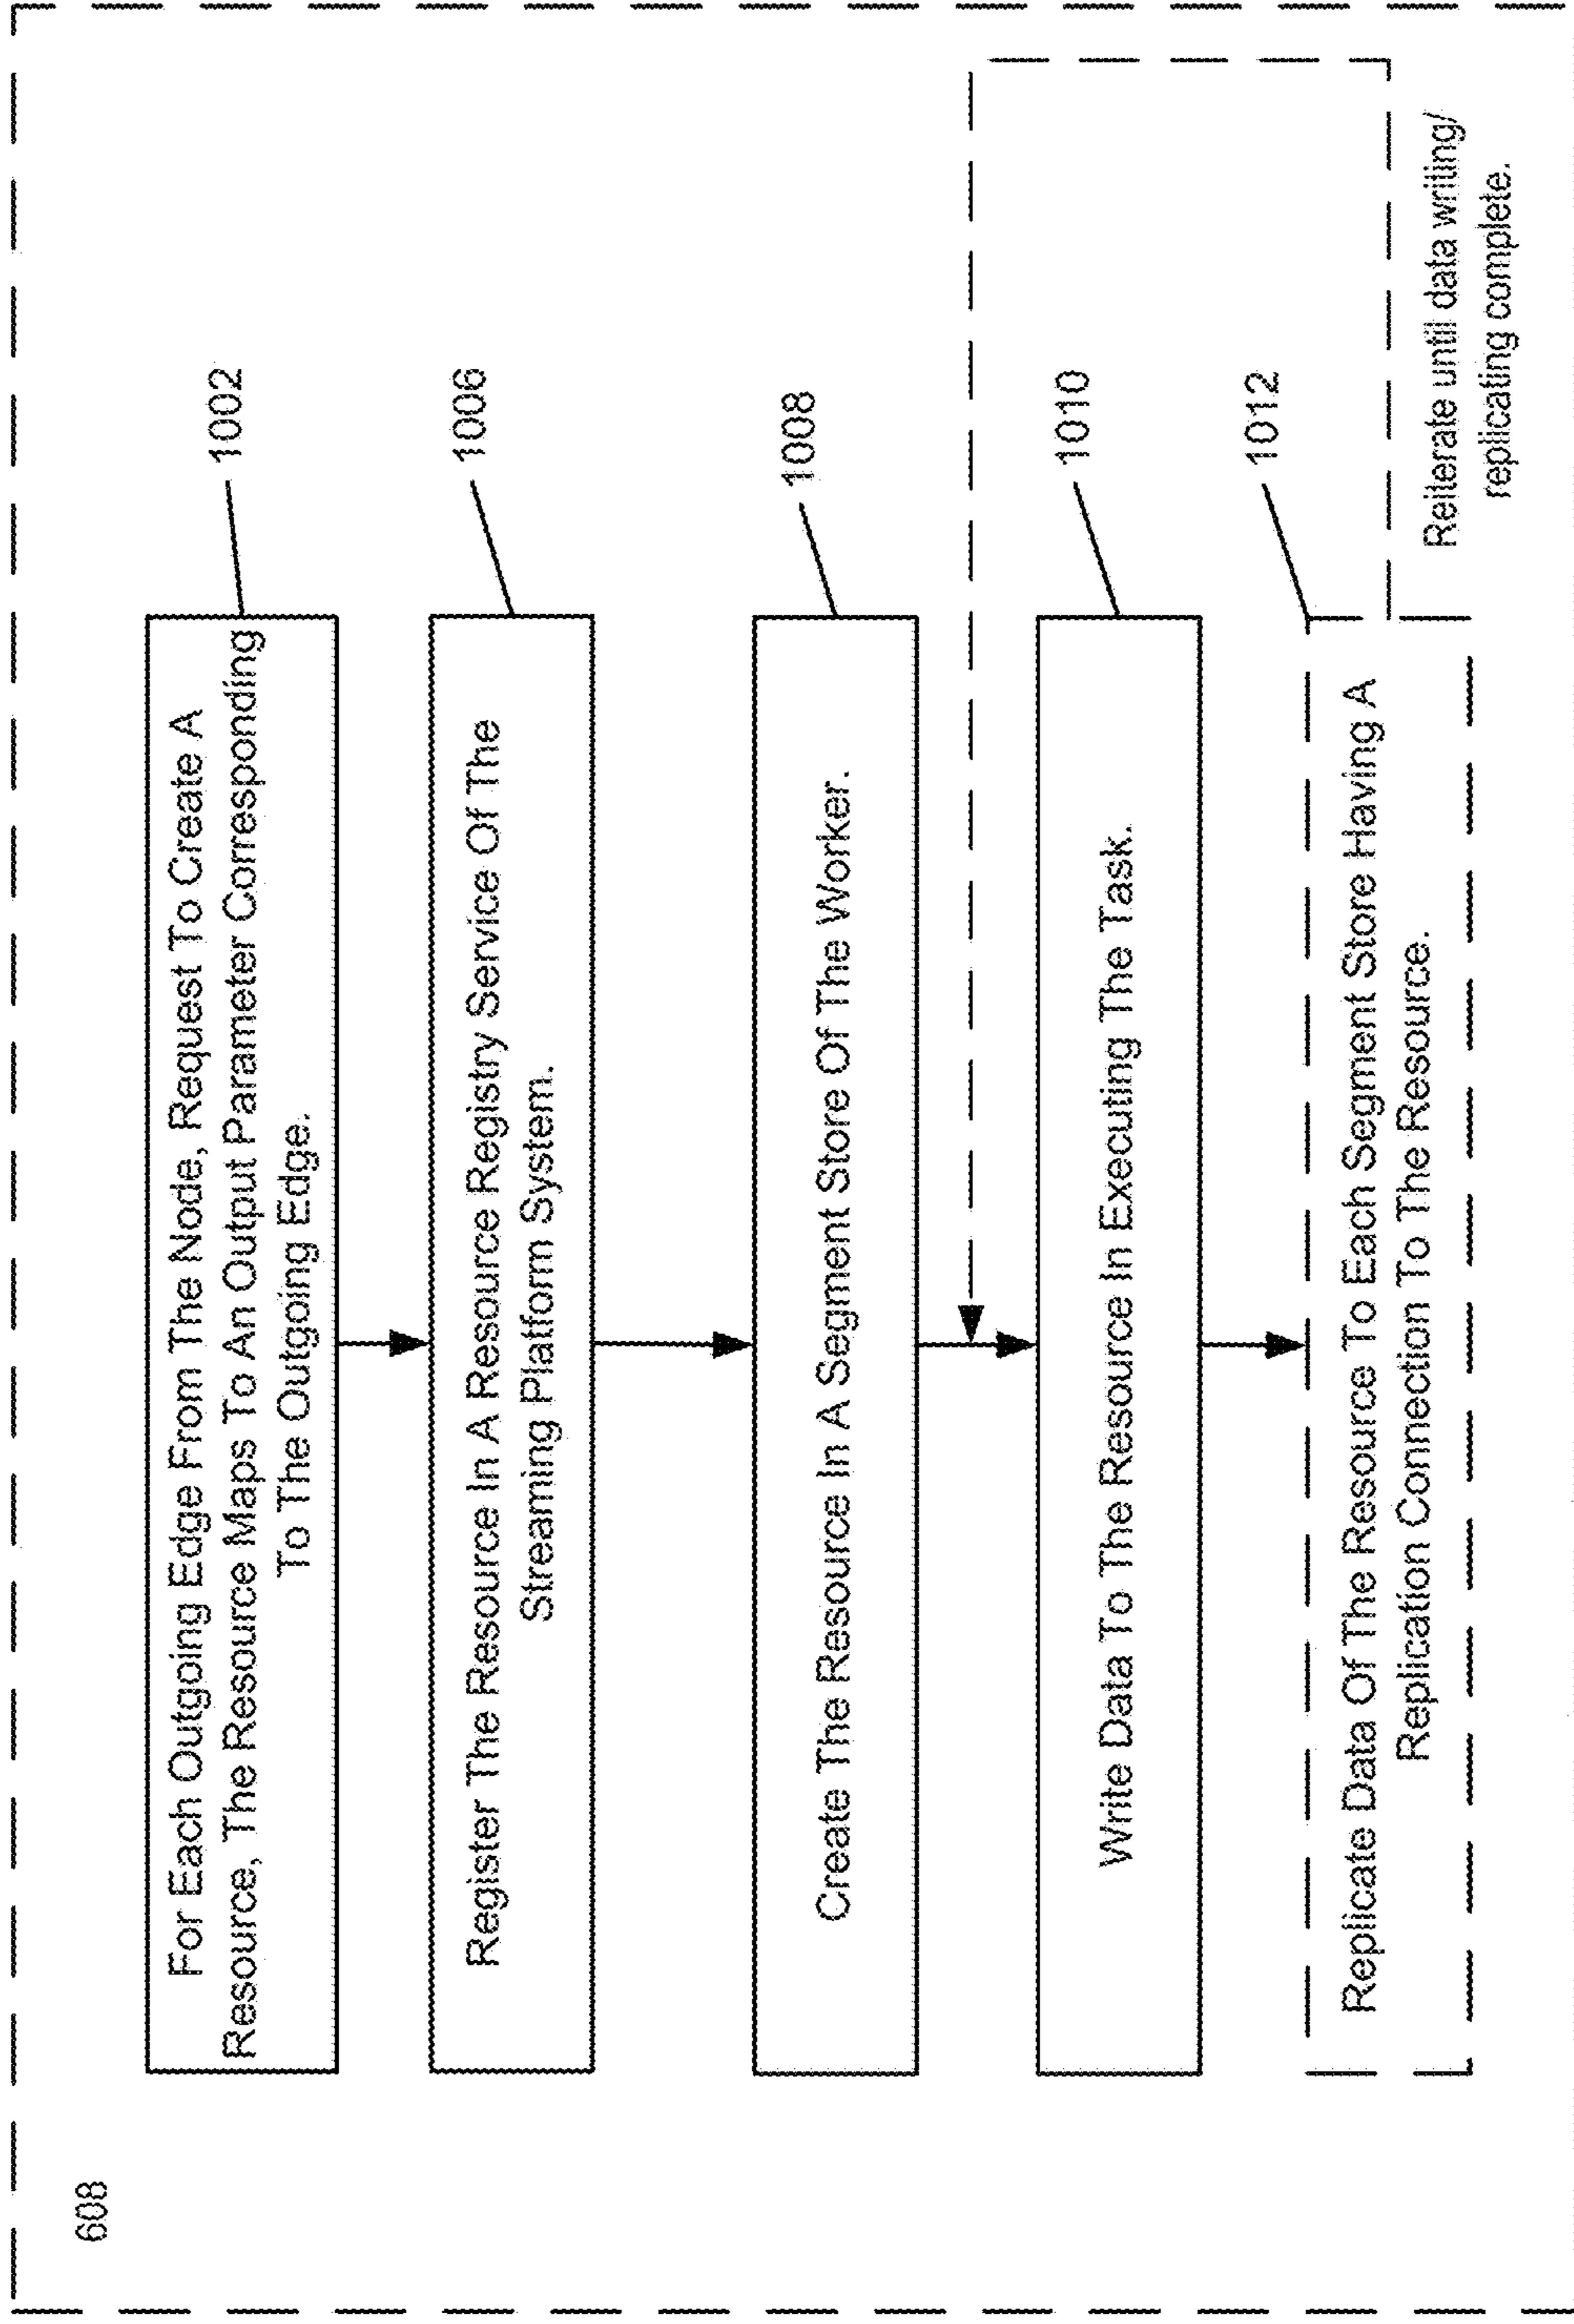 608
For Each Outgoing Edge From The Node, Request To Create A
Resource, The Resource Maps To An Output Parameter Corresponding
To The Outgoing Edge.
1002
Register The Resource In A Resource Registry Service Of The
Streaming Platform System.
1006
Create The Resource In A Segment Store Of The Worker.
1008
Write Data To The Resource In Executing The Task.
1010
Replicate Data Of The Resource To Each Segment Store Having A
Replication Connection To The Resource.
1012
Reiterate until data writing/
replicating complete.